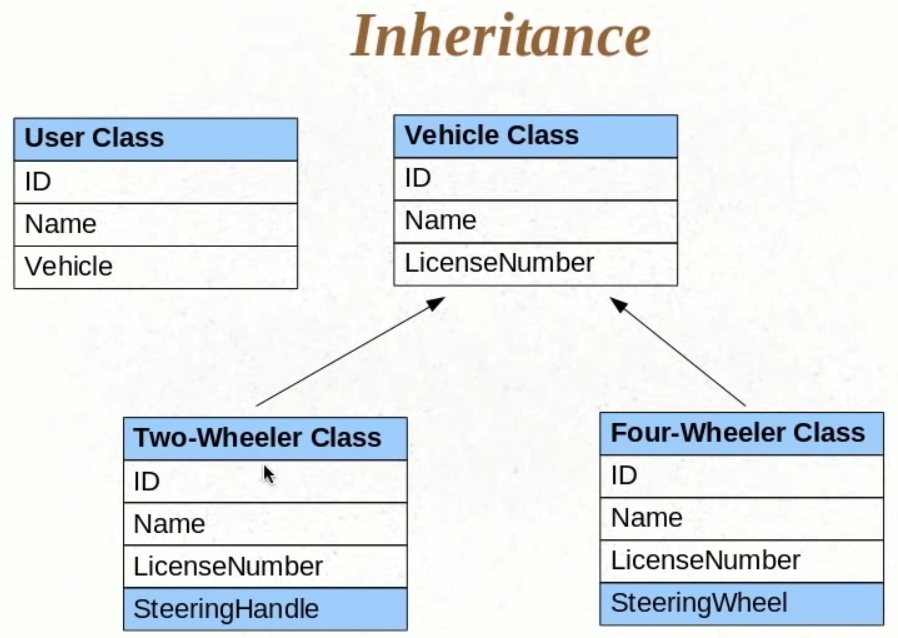 Inheritance
User Class
ID
Name
Vehicle
Vehicle Class
ID
Name
LicenseNumber
Two-Wheeler Class
ID
Name
LicenseNumber
SteeringHandle
Four-Wheeler Class
ID
Name
LicenseNumber
SteeringWheel